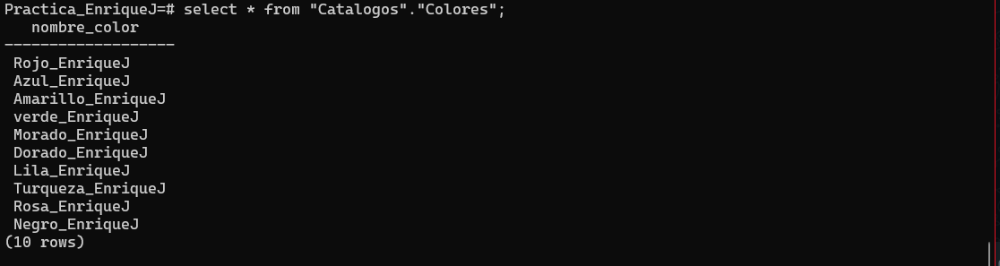 Practica_EnriqueJ=# select * from "Catalogos"."Colores";
nombre_color
-------------------
Rojo_EnriqueJ
Azul_EnriqueJ
Amarillo_EnriqueJ
verde_EnriqueJ
Morado_EnriqueJ
Dorado_EnriqueJ
Lila_EnriqueJ
Turqueza_EnriqueJ
Rosa_EnriqueJ
Negro_EnriqueJ
(10 rows)